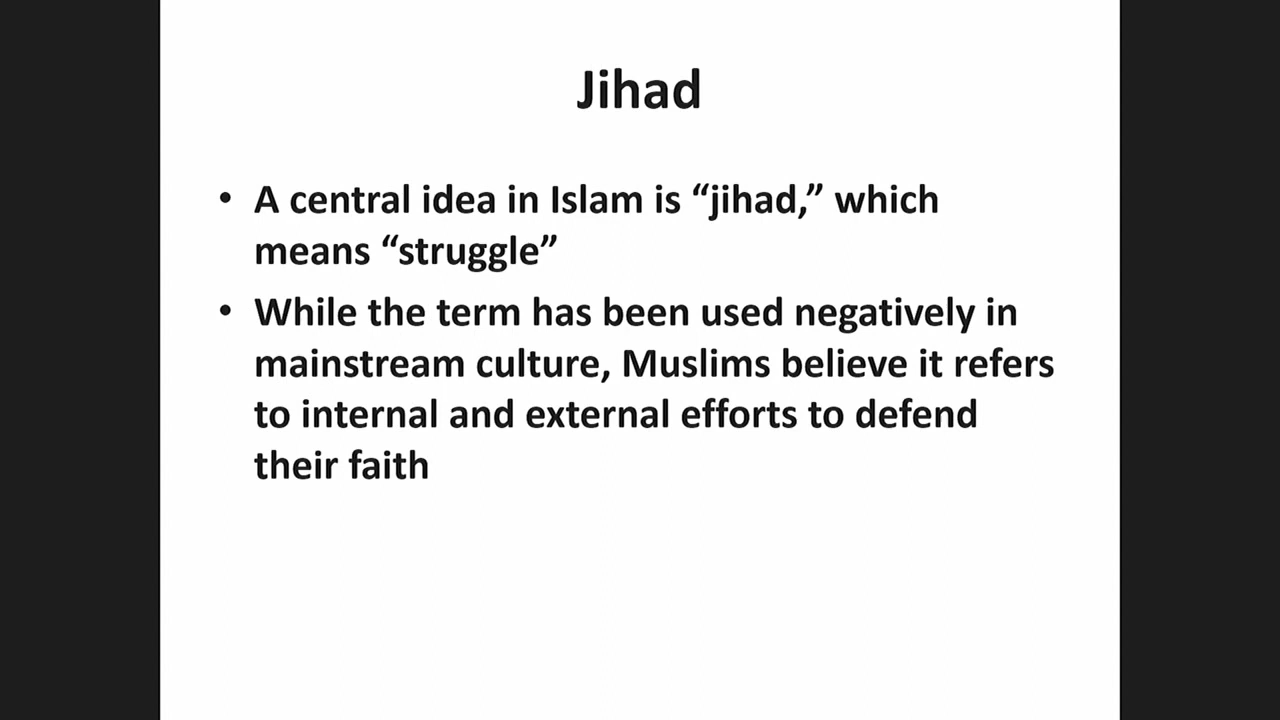 Jihad
• A central idea in Islam is “jihad,” which
means “struggle”
• While the term has been used negatively in
mainstream culture, Muslims believe it refers
to internal and external efforts to defend
their faith